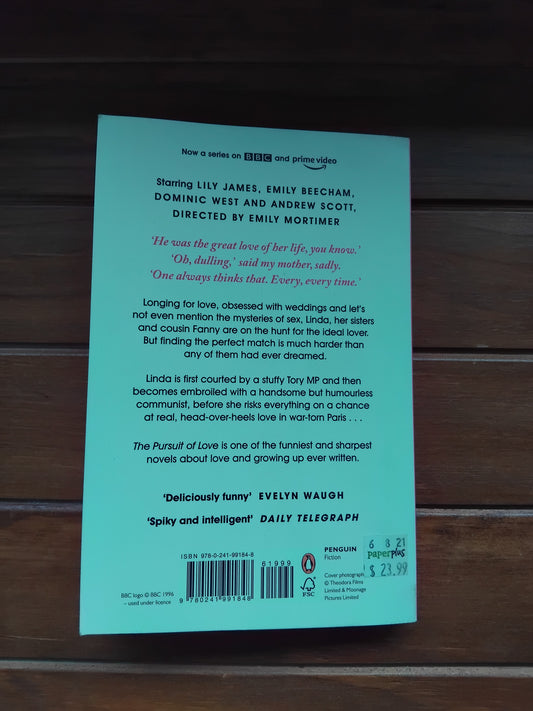 Now a series on BBC and prime video
Starring LILY JAMES, EMILY BEECHAM,
DOMINIC WEST AND ANDREW SCOTT,
DIRECTED BY EMILY MORTIMER
‘He was the great love of her life, you know.’
‘Oh, dulling,’ said my mother, sadly.
‘One always thinks that. Every, every time.’
Longing for love, obsessed with weddings and let’s
not even mention the mysteries of sex, Linda, her sisters
and cousin Fanny are on the hunt for the ideal lover.
But finding the perfect match is much harder than
any of them had ever dreamed.
Linda is first courted by a stuffy Tory MP and then
becomes embroiled with a handsome but humourless
communist, before she risks everything on a chance
at real, head-over-heels love in war-torn Paris . . .
The Pursuit of Love is one of the funniest and sharpest
novels about love and growing up ever written.
‘Deliciously funny’ EVELYN WAUGH
‘Spiky and intelligent’ DAILY TELEGRAPH
ISBN 978-0-241-99184-8
61999
9 780241 991848
BBC logo © BBC 1996
– used under licence
PENGUIN
Fiction
FSC
Cover photograph
© Theodora Films
Limited & Moonage
Pictures Limited
6 8 21
paperplus
$ 23.99